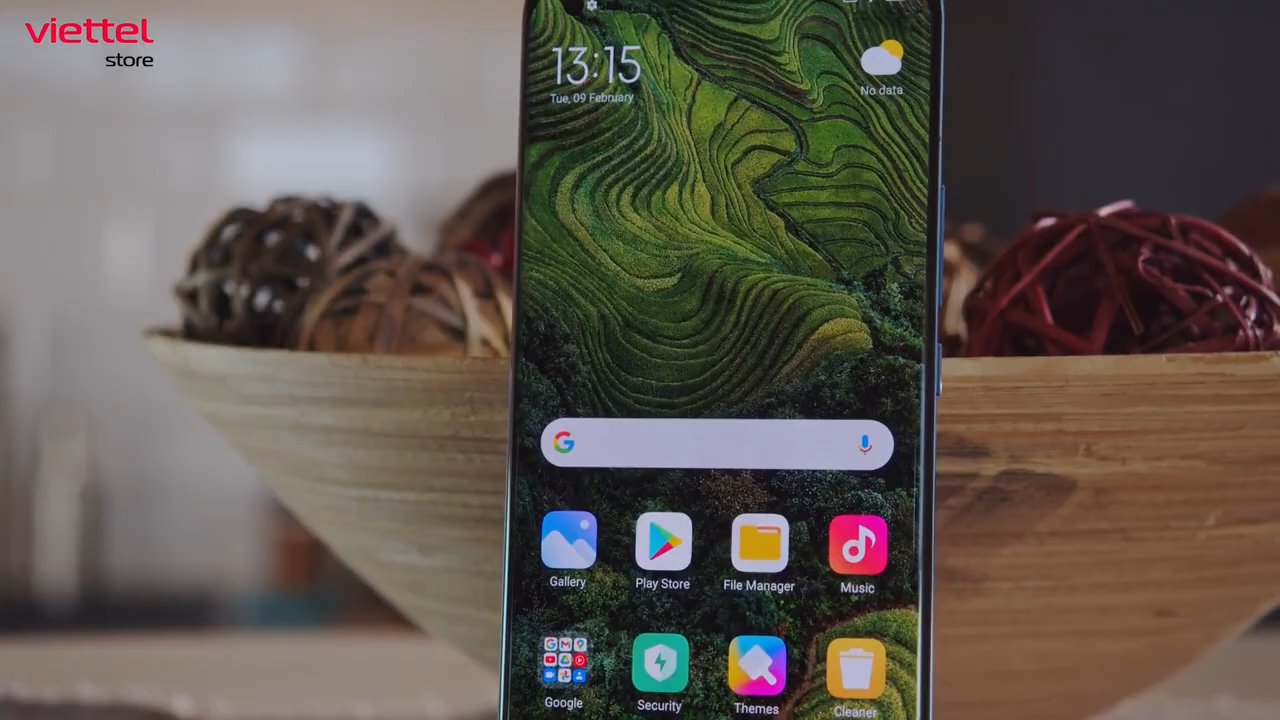 viettel
store
13:15
Tue, 09 February
No data
Gallery
Play Store
File Manager
Music
Google
Security
Themes
Cleaner